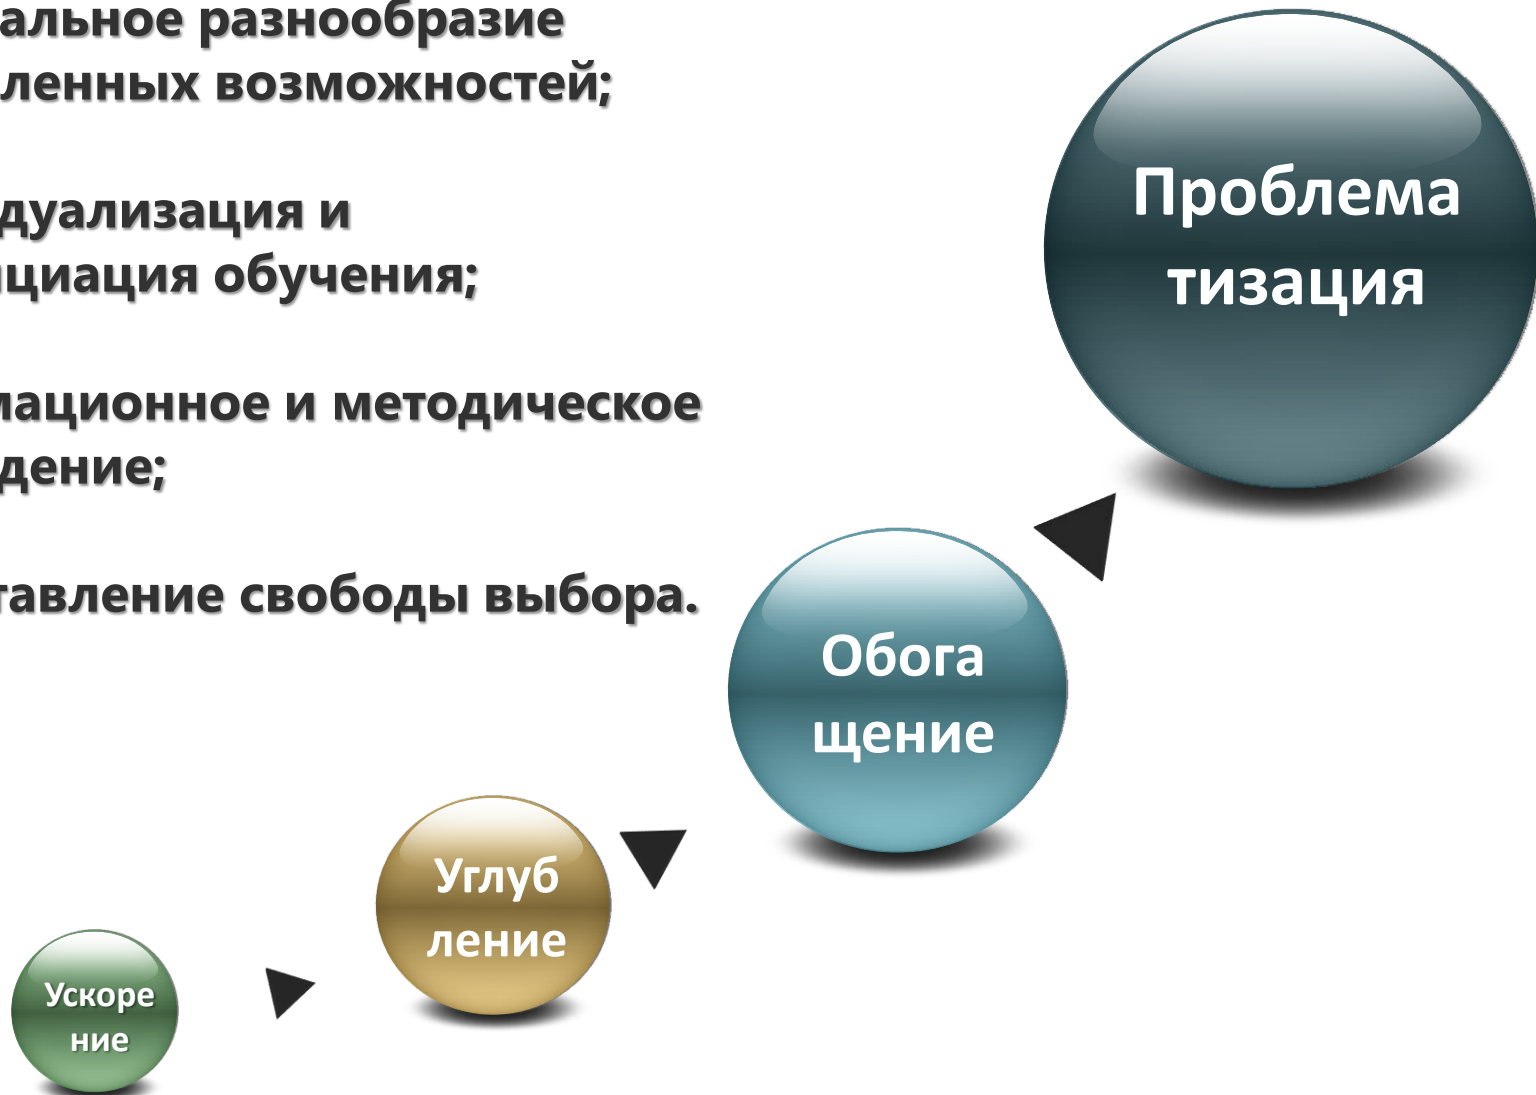 альное разнообразие
ленных возможностей;
дуализация и
циация обучения;
мационное и методическое
дение;
тавление свободы выбора.
Проблема
тизация
Обога
щение
Углуб
ление
Ускоре
ние